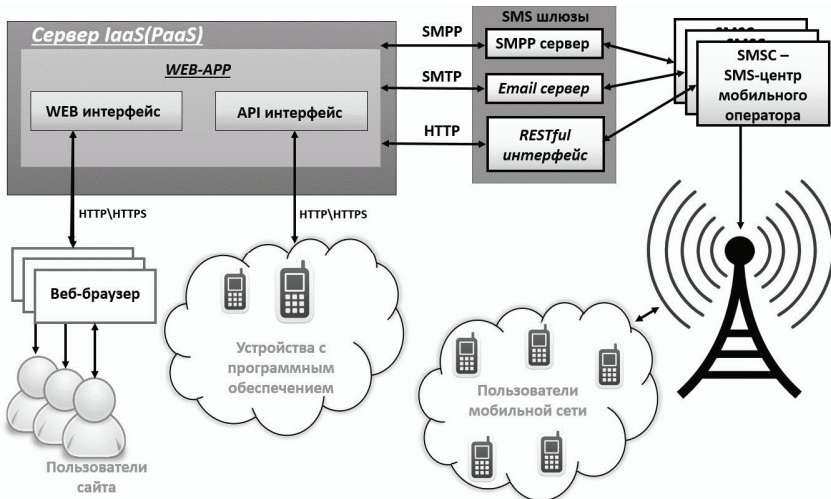 Сервер IaaS(PaaS)
WEB-APP
WEB интерфейс
API интерфейс
SMPP
SMTP
HTTP
SMS шлюзы
SMPP сервер
Email сервер
RESTful
интерфейс
SMSC –
SMS-центр
мобильного
оператора
HTTP\HTTPS
HTTP\HTTPS
Веб-браузер
Устройства с
программным
обеспечением
Пользователи
мобильной сети
Пользователи
сайта